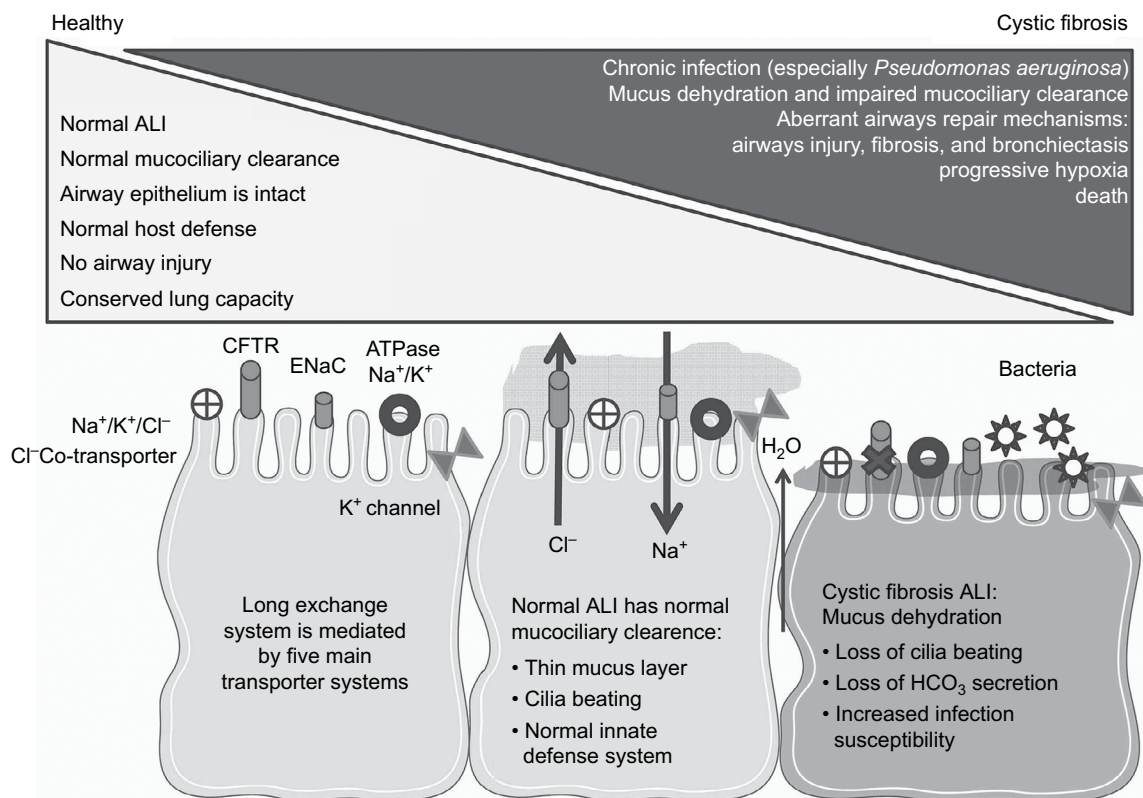 Healthy
Cystic fibrosis
Chronic infection (especially Pseudomonas aeruginosa)
Mucus dehydration and impaired mucociliary clearance
Aberrant airways repair mechanisms:
airways injury, fibrosis, and bronchiectasis
progressive hypoxia
death
Normal ALI
Normal mucociliary clearance
Airway epithelium is intact
Normal host defense
No airway injury
Conserved lung capacity
CFTR
ENaC
ATPase
Na⁺/K⁺
Na⁺/K⁺/Cl⁻
Cl⁻Co-transporter
K⁺ channel
Cl⁻
Na⁺
H₂O
Bacteria
Long exchange
system is mediated
by five main
transporter systems
Normal ALI has normal
mucociliary clearence:
• Thin mucus layer
• Cilia beating
• Normal innate
defense system
Cystic fibrosis ALI:
Mucus dehydration
• Loss of cilia beating
• Loss of HCO₃ secretion
• Increased infection
susceptibility